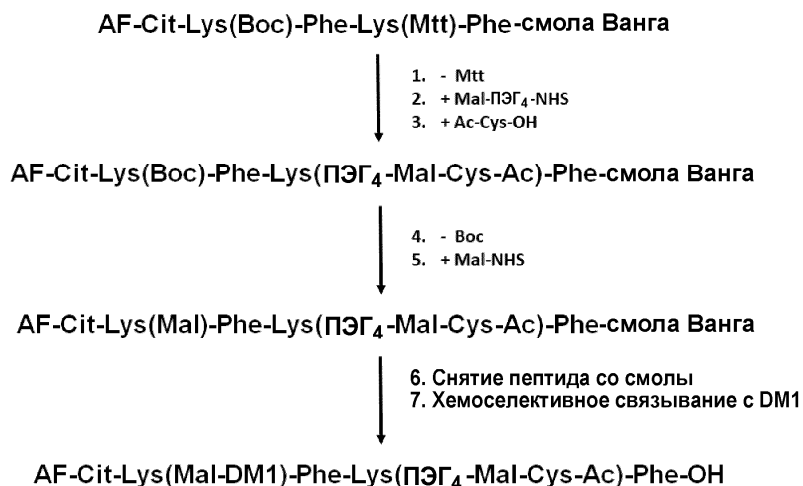 AF-Cit-Lys(Boc)-Phe-Lys(Mtt)-Phe-смола Ванга
1. - Mtt
2. + Mal-ПЭГ₄-NHS
3. + Ac-Cys-OH
AF-Cit-Lys(Boc)-Phe-Lys(ПЭГ₄-Mal-Cys-Ac)-Phe-смола Ванга
4. - Boc
5. + Mal-NHS
AF-Cit-Lys(Mal)-Phe-Lys(ПЭГ₄-Mal-Cys-Ac)-Phe-смола Ванга
6. Снятие пептида со смолы
7. Хемоселективное связывание с DM1
AF-Cit-Lys(Mal-DM1)-Phe-Lys(ПЭГ₄-Mal-Cys-Ac)-Phe-OH